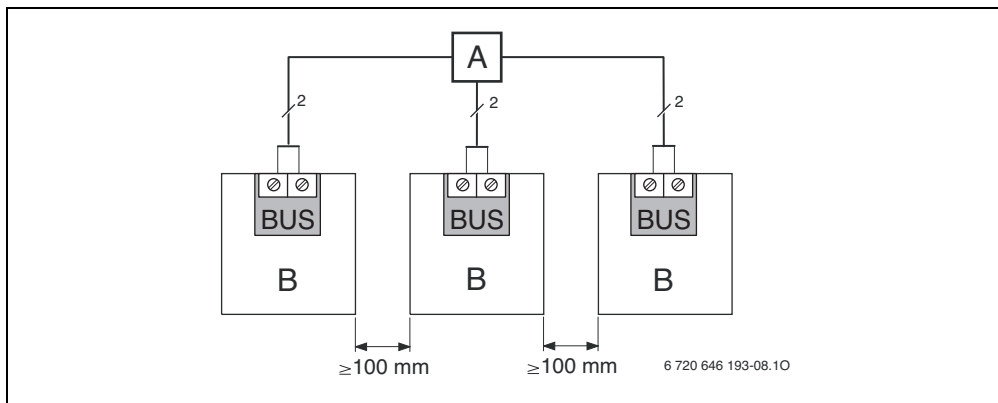 A
2 2 2
BUS BUS BUS
B B B
≥100 mm ≥100 mm 6 720 646 193-08.1O